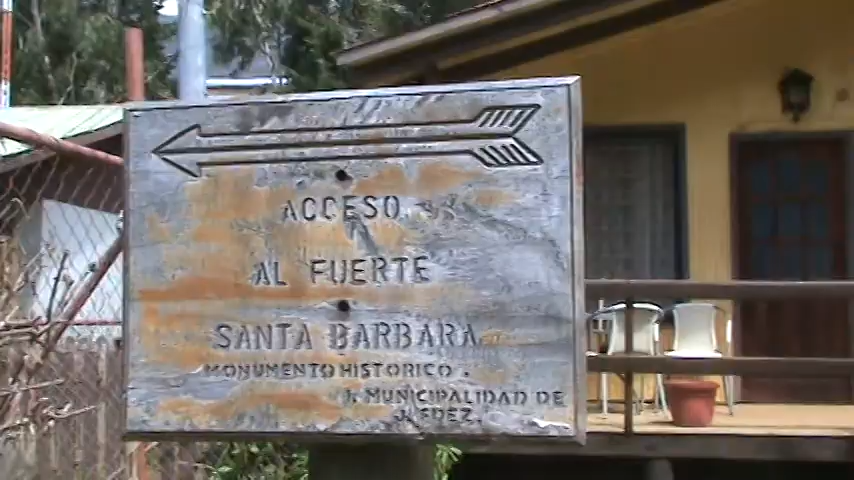 ACCESO
AL FUERTE
SANTA BARBARA
MONUMENTO HISTORICO.
I. MUNICIPALIDAD DE
J. FDEZ.